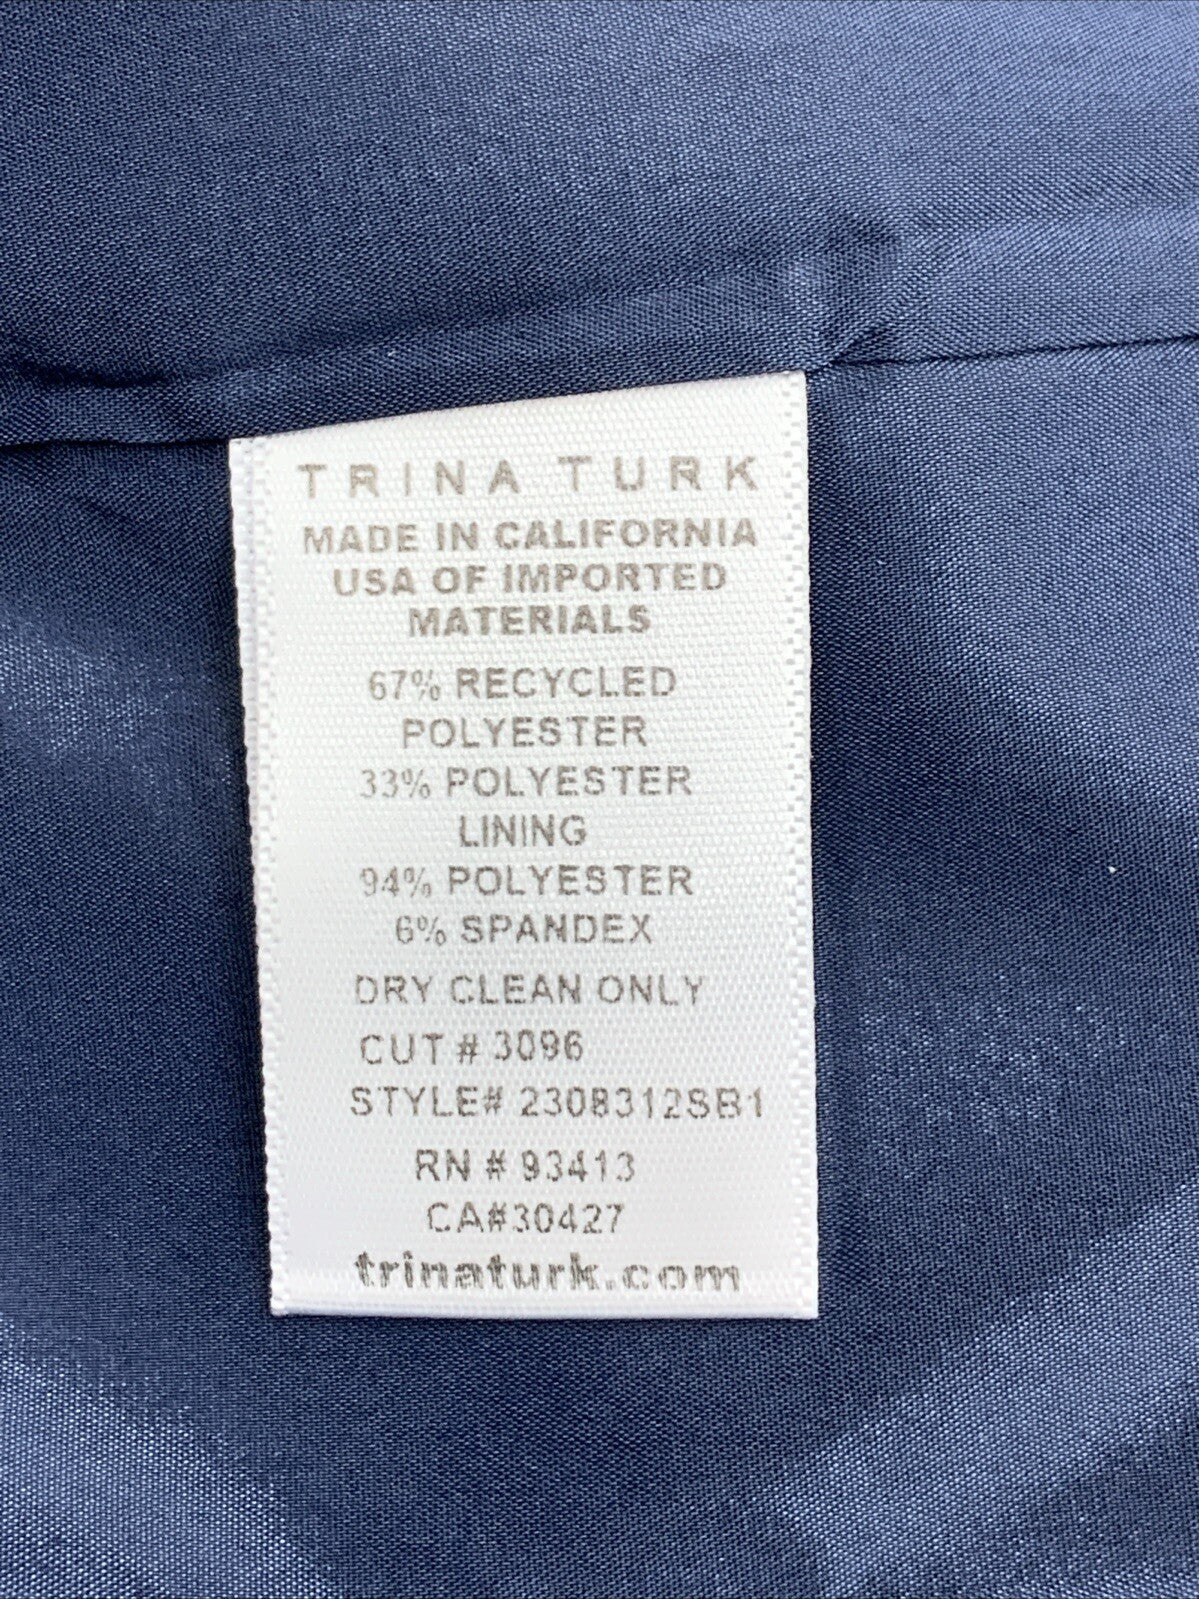 TRINA TURK
MADE IN CALIFORNIA
USA OF IMPORTED
MATERIALS
67% RECYCLED
POLYESTER
33% POLYESTER
LINING
94% POLYESTER
6% SPANDEX
DRY CLEAN ONLY
CUT # 3096
STYLE# 2308312SB1
RN # 93413
CA#30427
trinaturk.com